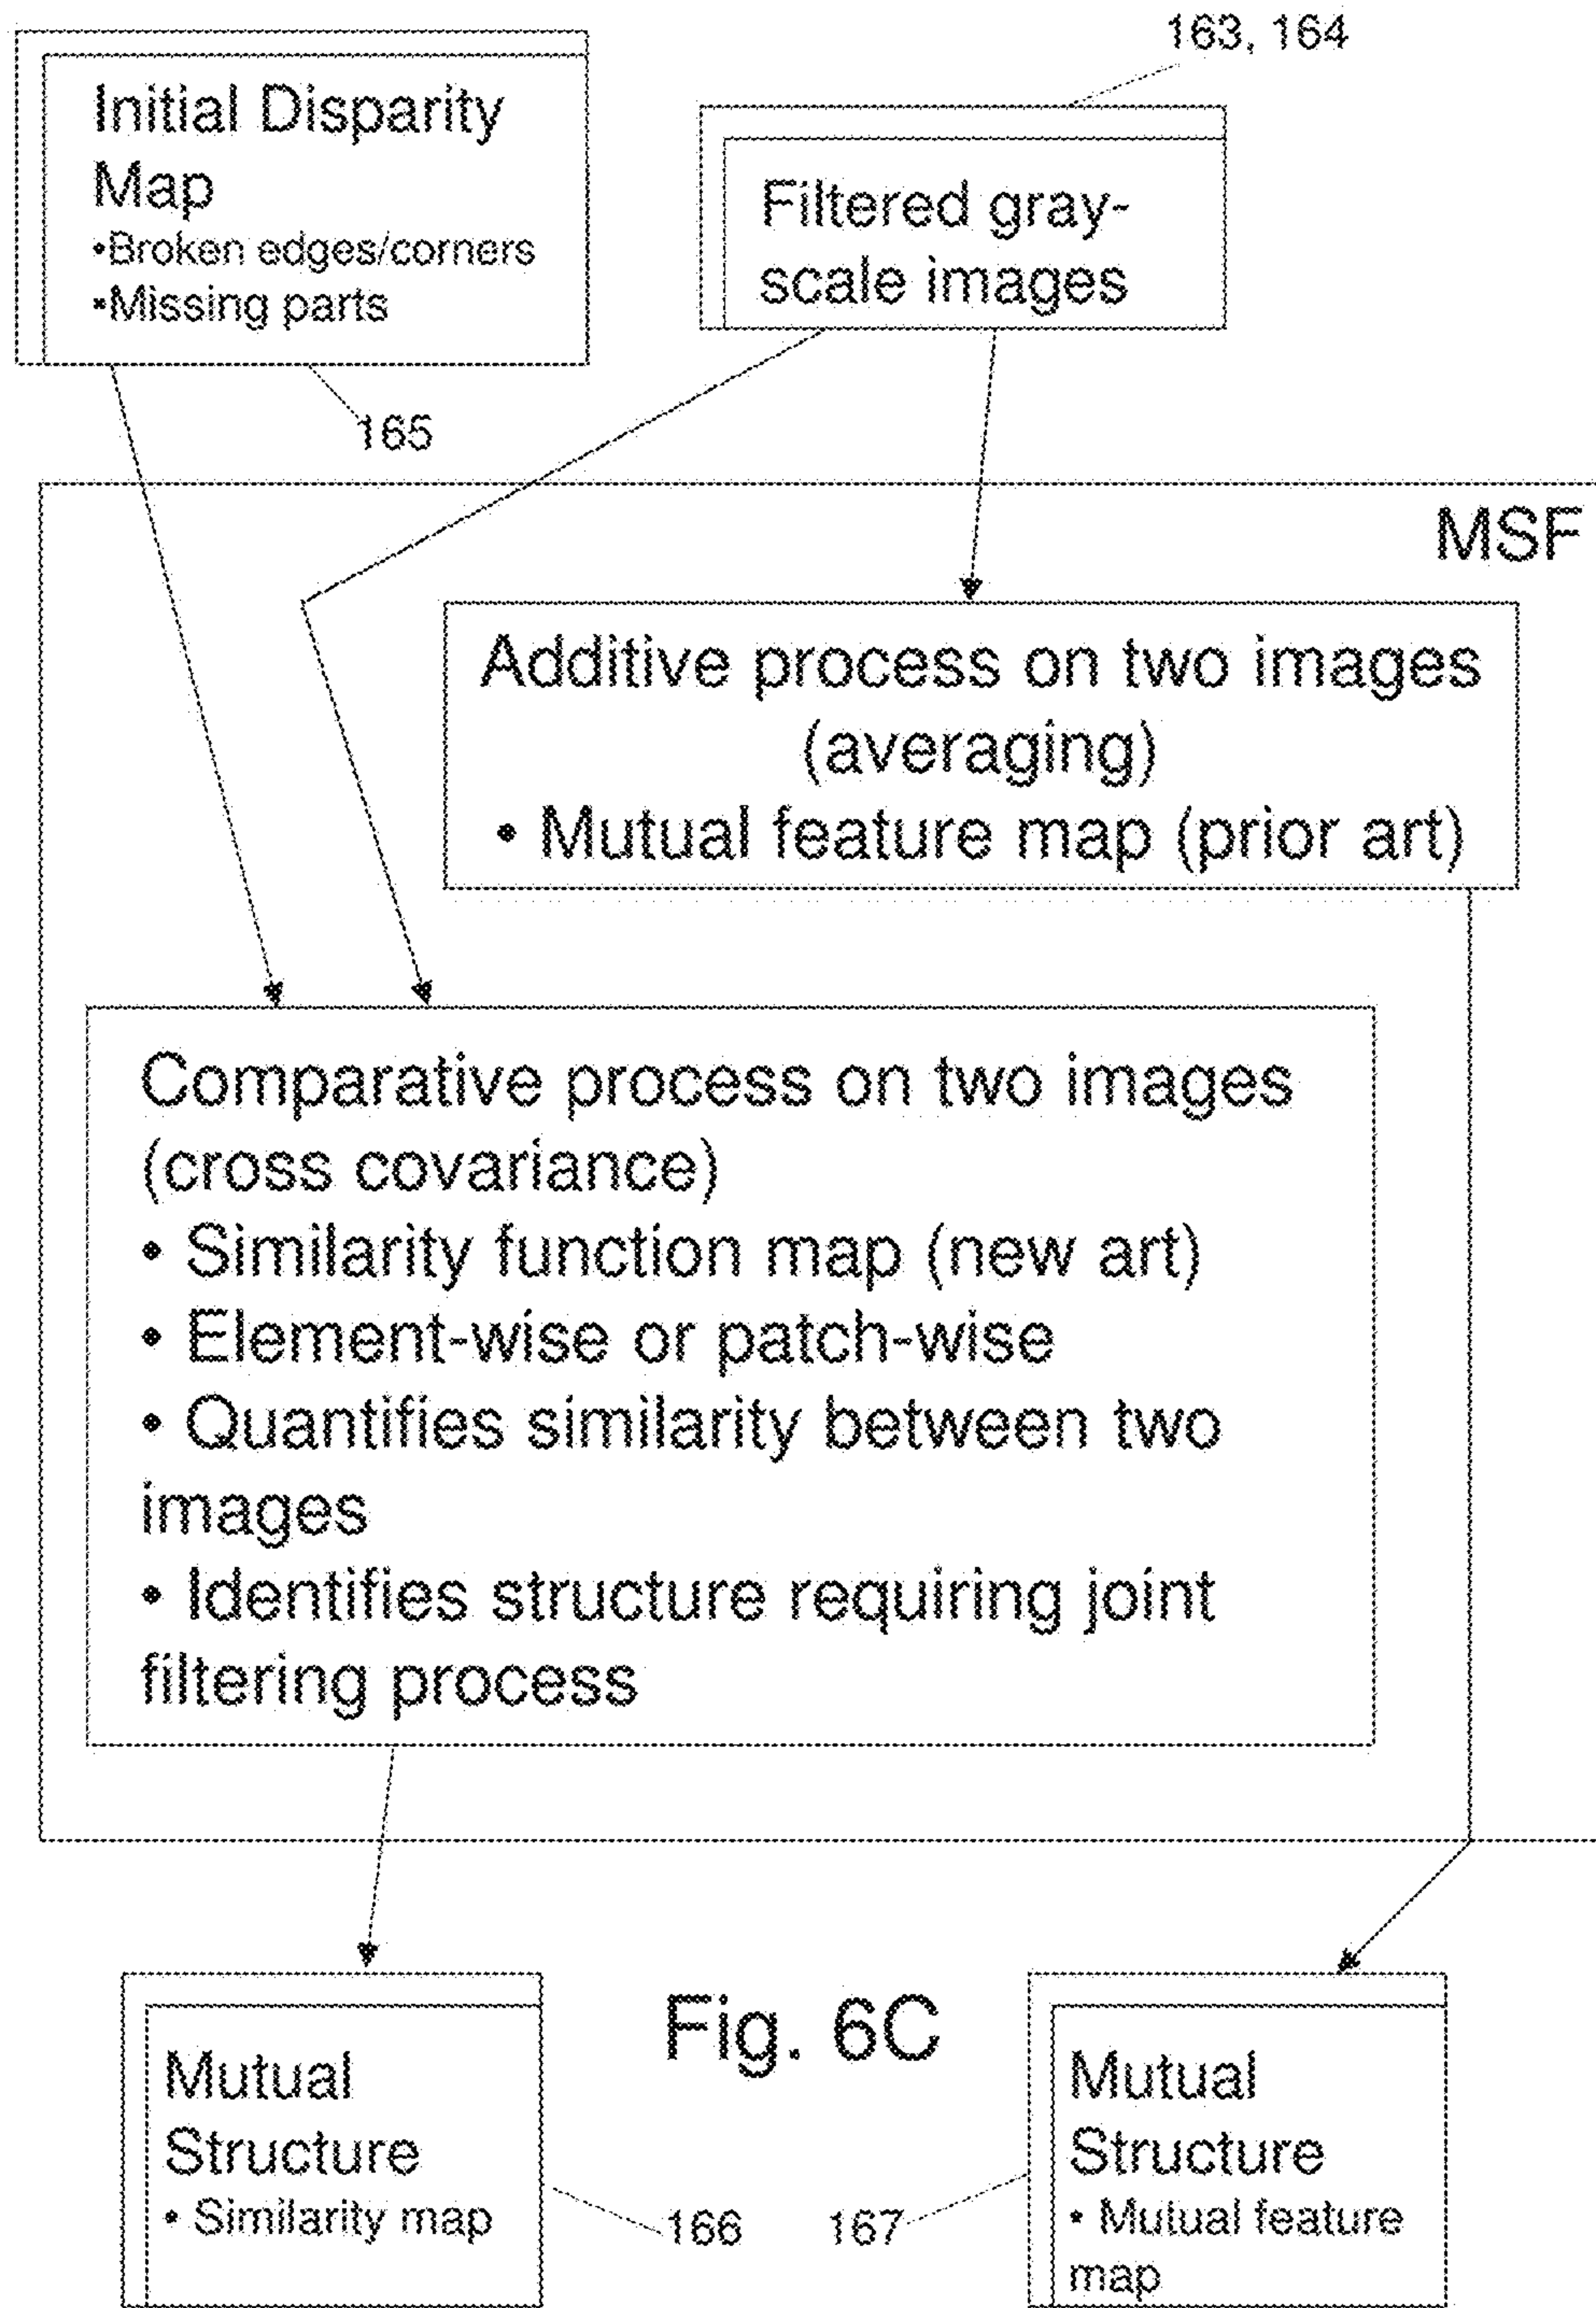 163, 164
Initial Disparity
Map
•Broken edges/corners
•Missing parts
Filtered gray-
scale images
165
MSF
Additive process on two images
(averaging)
• Mutual feature map (prior art)
Comparative process on two images
(cross covariance)
• Similarity function map (new art)
• Element-wise or patch-wise
• Quantifies similarity between two
images
• Identifies structure requiring joint
filtering process
Fig. 6C
Mutual
Structure
• Similarity map
166
167
Mutual
Structure
• Mutual feature
map